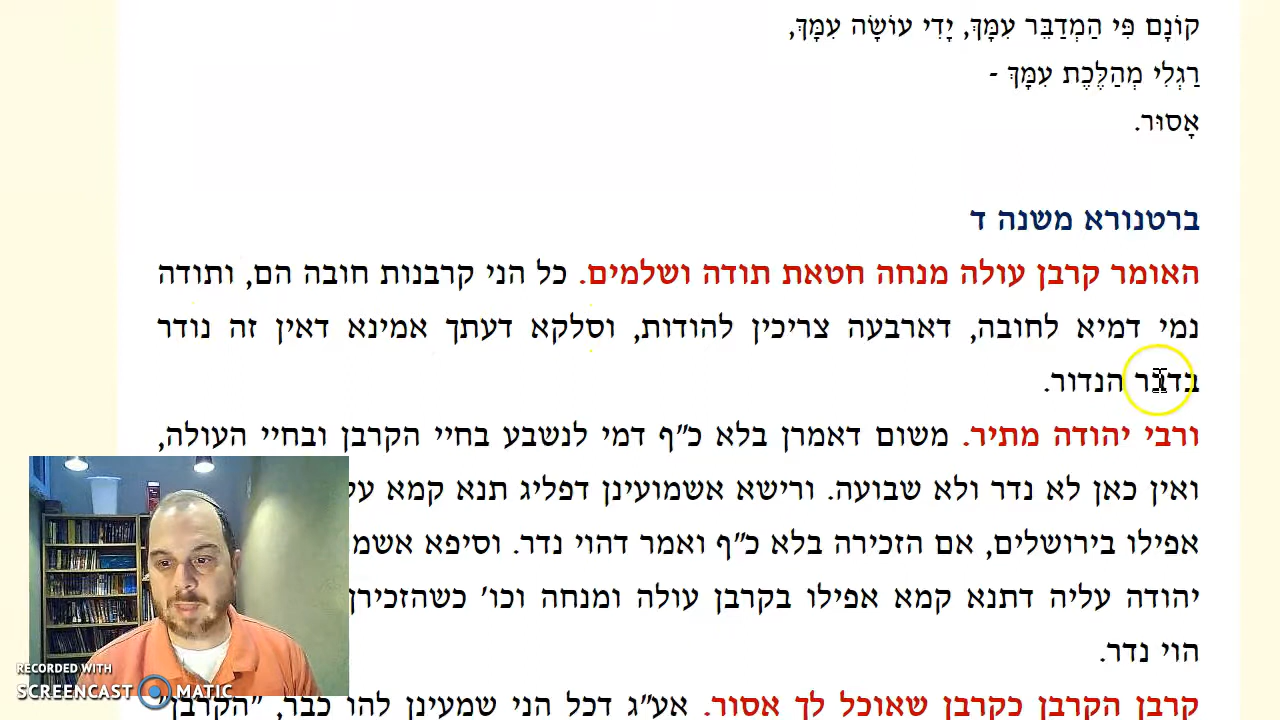 קוֹנָם פִּי הַמְדַבֵּר עִמָּךְ, יָדִי עוֹשָׂה עִמָּךְ,
רַגְלִי מְהַלֶּכֶת עִמָּךְ -
אָסוּר.
ברטנורא משנה ד
האומר קרבן עולה מנחה חטאת תודה ושלמים. כל הני קרבנות חובה הם, ותודה
נמי דמיא לחובה, דארבעה צריכין להודות, וסלקא דעתך אמינא דאין זה נודר
בדבר הנדור.
ורבי יהודה מתיר. משום דאמרן בלא כ"ף דמי לנשבע בחיי הקרבן ובחיי העולה,
ואין כאן לא נדר ולא שבועה. ורישא אשמועינן דפליג תנא קמא
אפילו בירושלים, אם הזכירה בלא כ"ף ואמר דהוי נדר. וסיפא
יהודה עליה דתנא קמא אפילו בקרבן עולה ומנחה וכו' כשהזכירן
הוי נדר.
קרבן הקרבן כקרבן שאוכל לך אסור. אע"ג דכל הני שמעינן להו כבר, "הקרבן"
RECORDED WITH
SCREENCAST MATIC